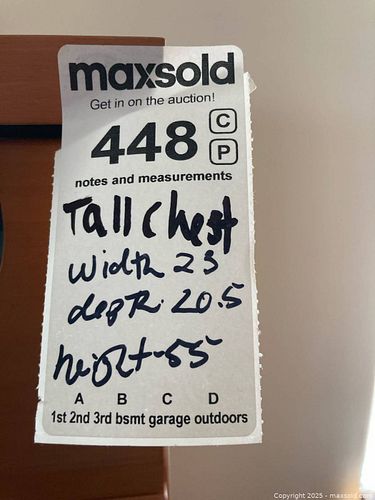 maxsold
Get in on the auction!
448 C
P
notes and measurements
Tall Chest
width 23
depth 20.5
height-55
A B C D
1st 2nd 3rd bsmt garage outdoors
Copyright 2025 - maxsold.com